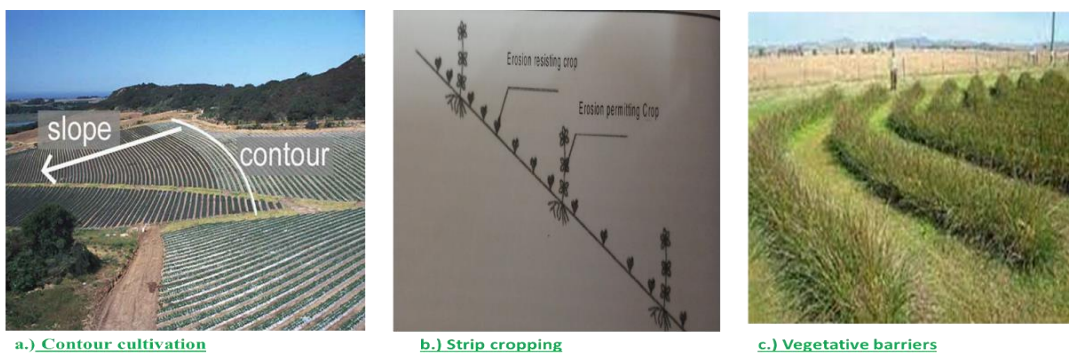 slope
contour
Erosion resisting crop
Erosion permitting Crop
a.) Contour cultivation
b.) Strip cropping
c.) Vegetative barriers